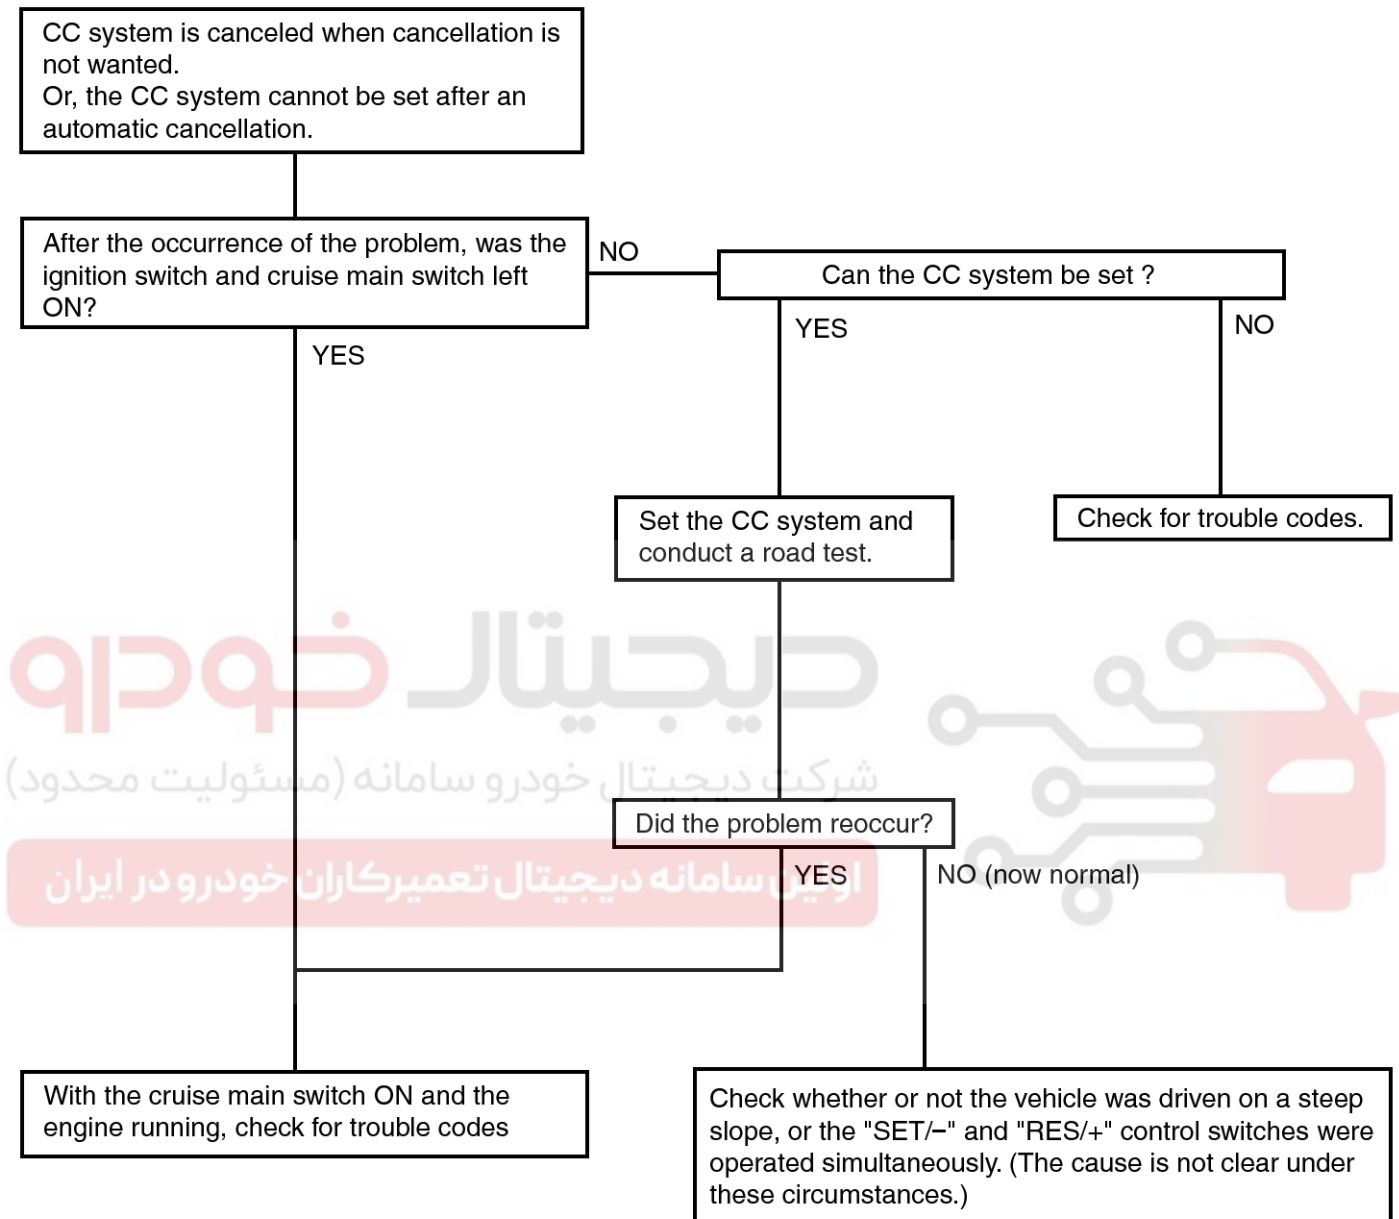 CC system is canceled when cancellation is
not wanted.
Or, the CC system cannot be set after an
automatic cancellation.
After the occurrence of the problem, was the
ignition switch and cruise main switch left
ON?
NO
Can the CC system be set ?
YES
YES
NO
Set the CC system and
conduct a road test.
Check for trouble codes.
دیجیتال خودرو
شرکت دیجیتال خودرو سامانه (مسئولیت محدود)
اولین سامانه دیجیتال تعمیرکاران خودرو در ایران
Did the problem reoccur?
YES
NO (now normal)
With the cruise main switch ON and the
engine running, check for trouble codes
Check whether or not the vehicle was driven on a steep
slope, or the "SET/−" and "RES/+" control switches were
operated simultaneously. (The cause is not clear under
these circumstances.)